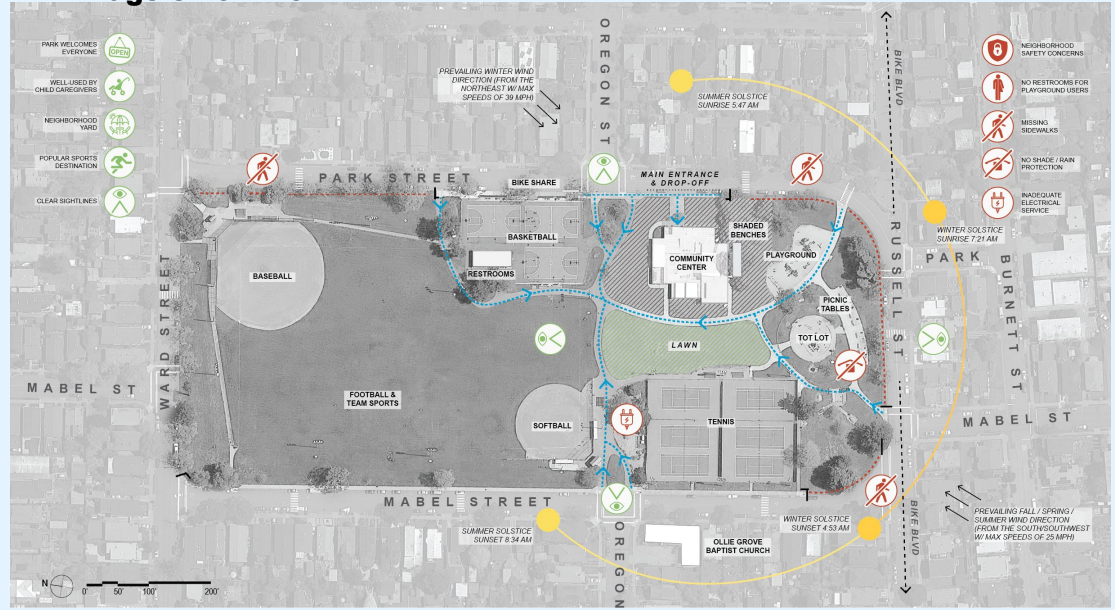 PARK WELCOMES
EVERYONE
OPEN
WELL-USED BY
CHILD CAREGIVERS
NEIGHBORHOOD
YARD
POPULAR SPORTS
DESTINATION
CLEAR SIGHTLINES
PREVAILING WINTER WIND
DIRECTION (FROM THE
NORTHEAST W/ MAX
SPEEDS OF 39 MPH)
OREGON ST
SUMMER SOLSTICE
SUNRISE 5:47 AM
BIKE BLVD
NEIGHBORHOOD
SAFETY CONCERNS
NO RESTROOMS FOR
PLAYGROUND USERS
MISSING
SIDEWALKS
NO SHADE / RAIN
PROTECTION
INADEQUATE
ELECTRICAL
SERVICE
PARK STREET
BIKE SHARE
MAIN ENTRANCE
& DROP-OFF
WINTER SOLSTICE
SUNRISE 7:21 AM
BASKETBALL
SHADED
BENCHES
COMMUNITY
CENTER
PLAYGROUND
RESTROOMS
BASEBALL
PARK
RUSSELL ST
BURNETT ST
WARD STREET
PICNIC
TABLES
TOT LOT
LAWN
MABEL ST
FOOTBALL &
TEAM SPORTS
SOFTBALL
TENNIS
MABEL ST
MABEL STREET
SUMMER SOLSTICE
SUNSET 8:34 AM
WINTER SOLSTICE
SUNSET 4:53 AM
BIKE BLVD
PREVAILING FALL / SPRING /
SUMMER WIND DIRECTION
(FROM THE SOUTH/SOUTHWEST
W/ MAX SPEEDS OF 25 MPH)
OREGON
OLLIE GROVE
BAPTIST CHURCH
N
0' 50' 100' 200'